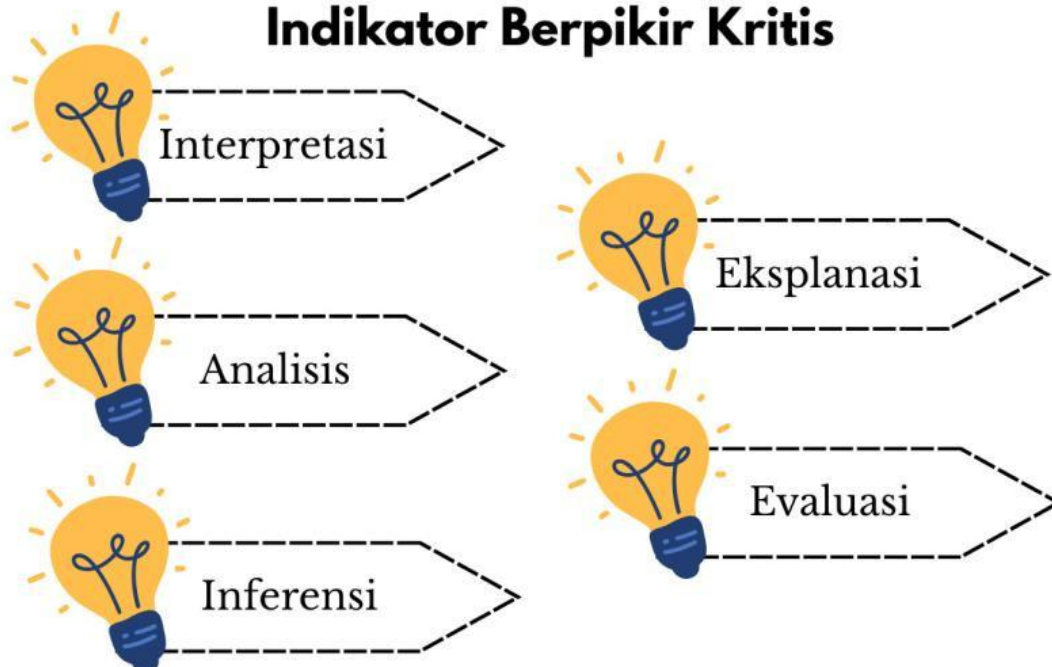 Indikator Berpikir Kritis
Interpretasi
Analisis
Inferensi
Eksplanasi
Evaluasi